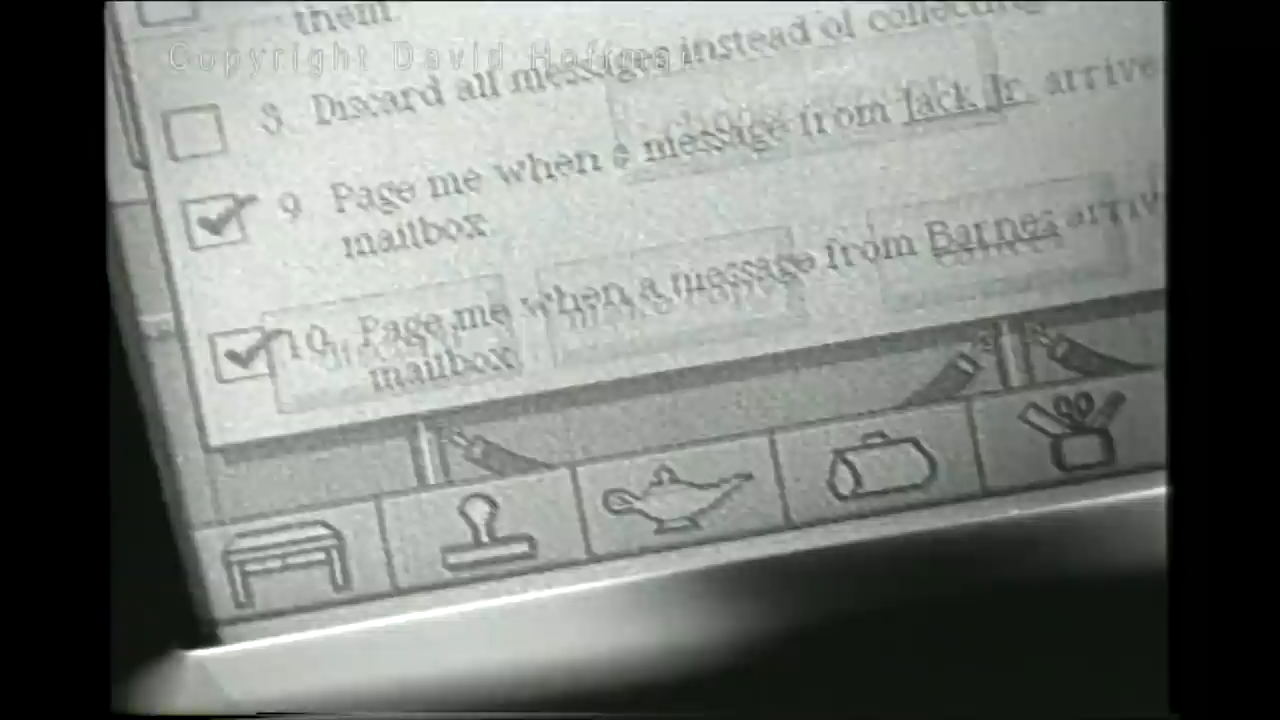 them.
Copyright David Hoffman
8 Discard all messages instead of collecting
9 Page me when a message from Jack Jr. arrive
mailbox.
10 Page me when a message from Barnes arriv
mailbox.